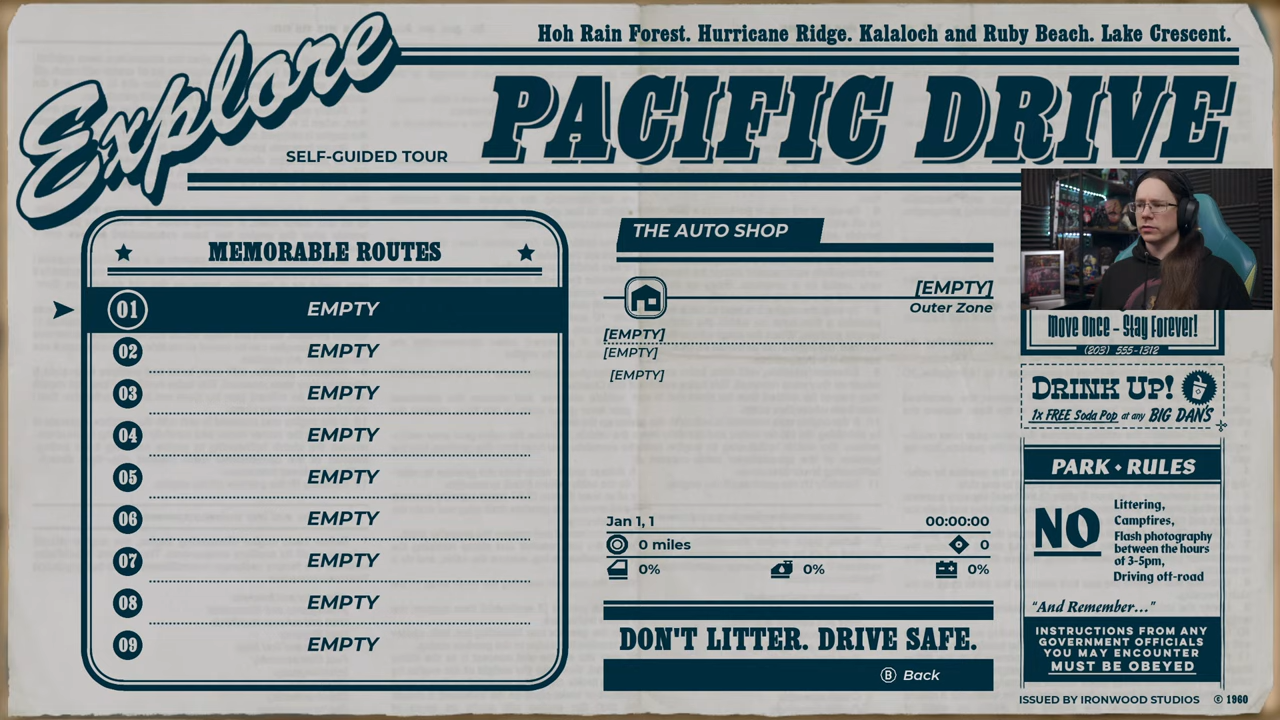 Explore
Hoh Rain Forest. Hurricane Ridge. Kalaloch and Ruby Beach. Lake Crescent.
PACIFIC DRIVE
SELF-GUIDED TOUR
MEMORABLE ROUTES
01 EMPTY
02 EMPTY
03 EMPTY
04 EMPTY
05 EMPTY
06 EMPTY
07 EMPTY
08 EMPTY
09 EMPTY
THE AUTO SHOP
[EMPTY]
Outer Zone
[EMPTY]
[EMPTY]
[EMPTY]
Jan 1, 1 00:00:00
0 miles 0
0% 0% 0%
DON'T LITTER. DRIVE SAFE.
B Back
Move Once - Stay Forever!
(203) 555-1312
DRINK UP!
1x FREE Soda Pop at any BIG DAN'S
PARK • RULES
NO
Littering,
Campfires,
Flash photography
between the hours
of 3-5pm,
Driving off-road
"And Remember..."
INSTRUCTIONS FROM ANY
GOVERNMENT OFFICIALS
YOU MAY ENCOUNTER
MUST BE OBEYED
ISSUED BY IRONWOOD STUDIOS © 1960